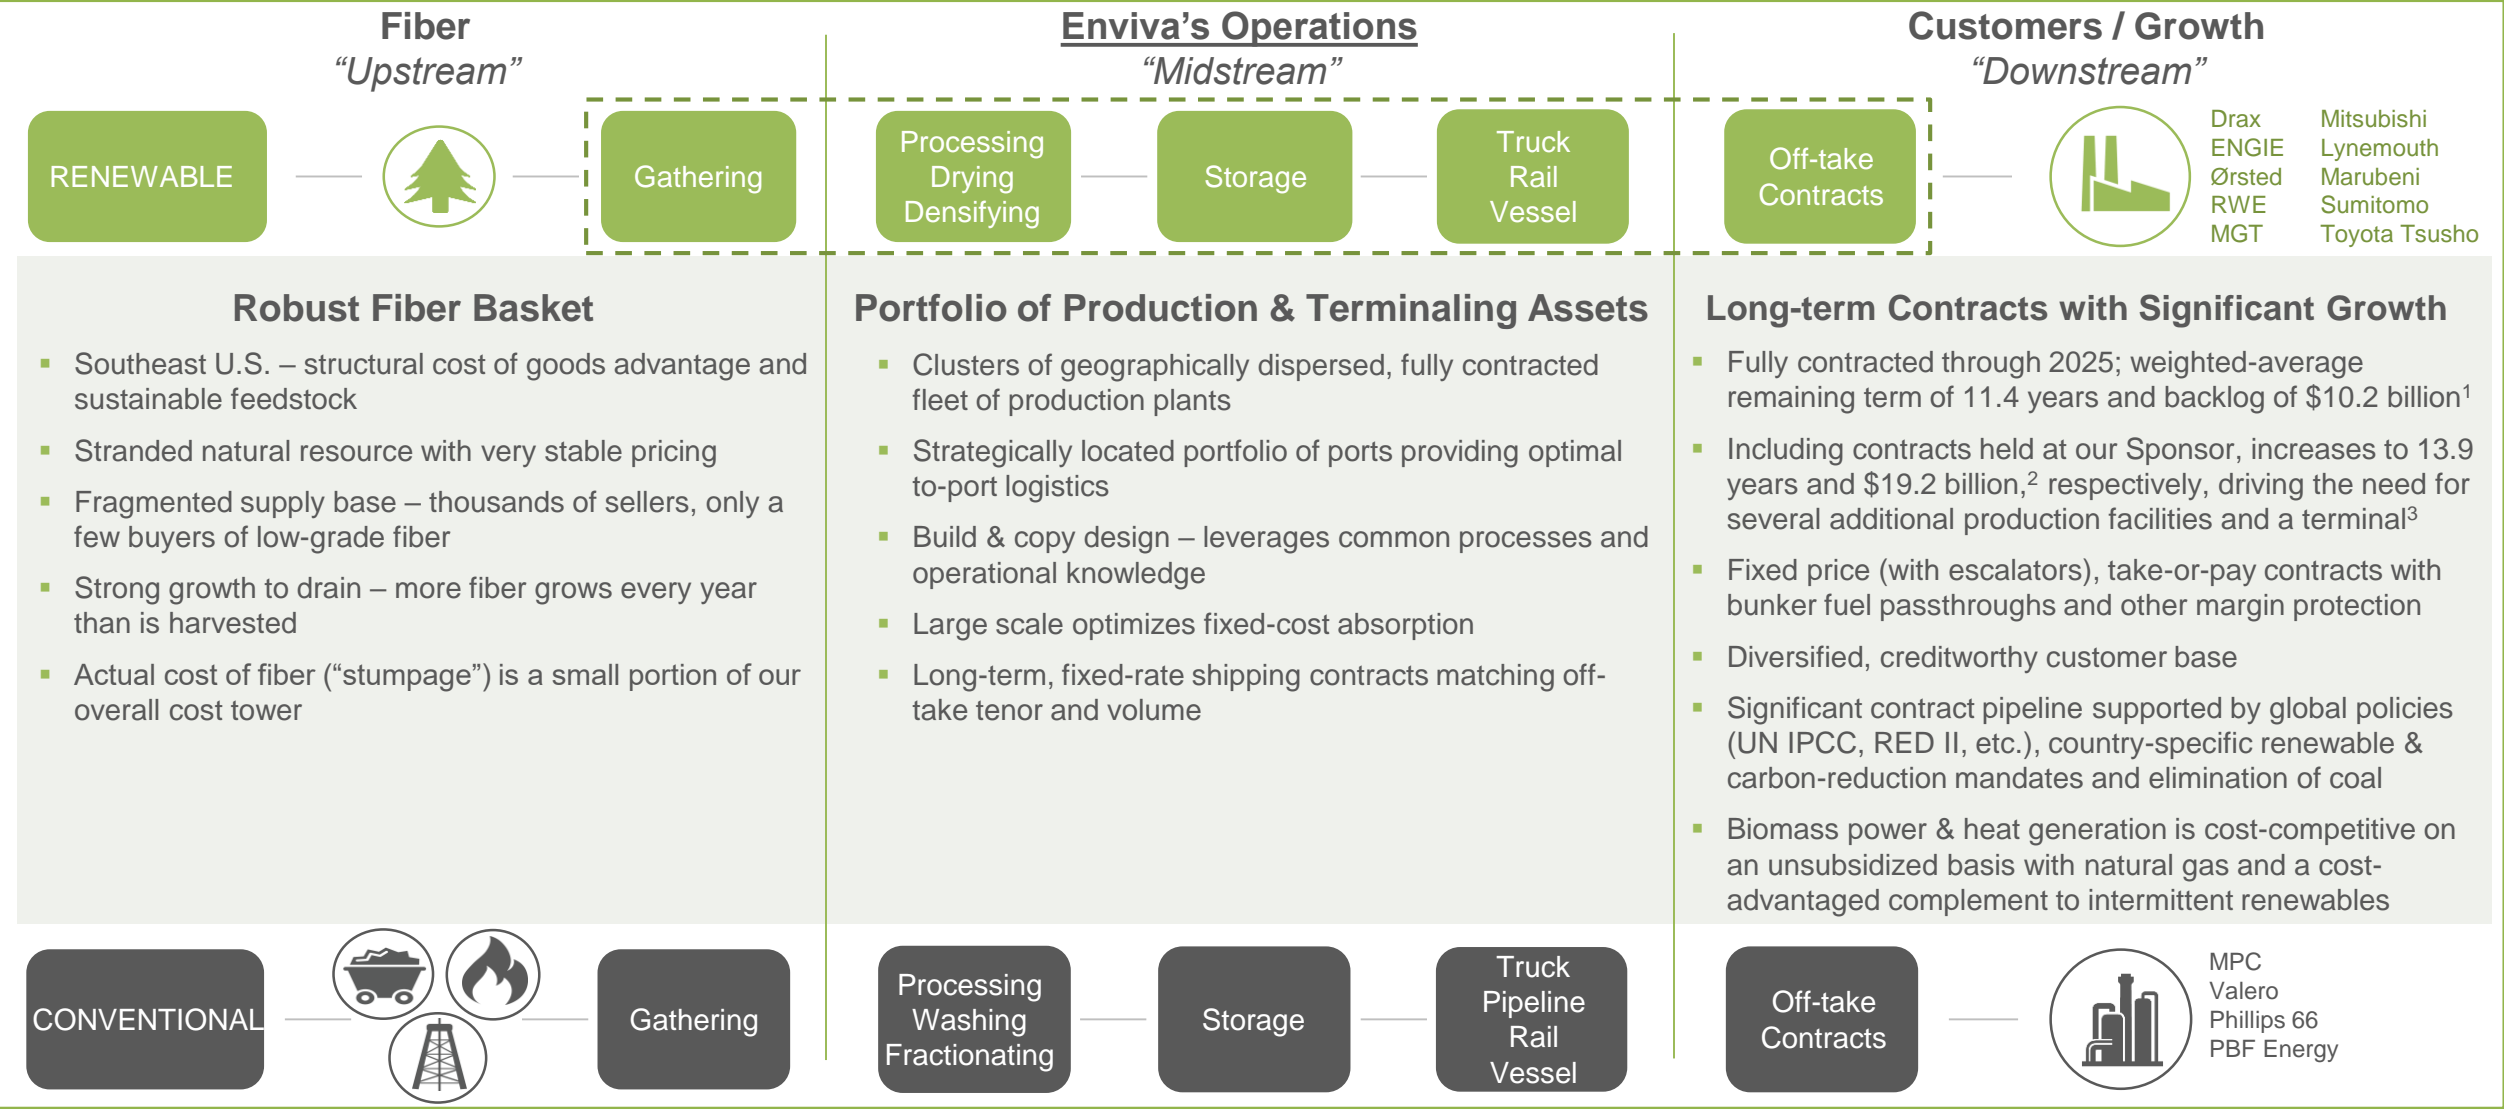 Fiber
“Upstream”
Enviva’s Operations
“Midstream”
Customers / Growth
“Downstream”
RENEWABLE
Gathering
Processing
Drying
Densifying
Storage
Truck
Rail
Vessel
Off-take
Contracts
Drax
ENGIE
Ørsted
RWE
MGT
Mitsubishi
Lynemouth
Marubeni
Sumitomo
Toyota Tsusho
Robust Fiber Basket
▪ Southeast U.S. – structural cost of goods advantage and
sustainable feedstock
▪ Stranded natural resource with very stable pricing
▪ Fragmented supply base – thousands of sellers, only a
few buyers of low-grade fiber
▪ Strong growth to drain – more fiber grows every year
than is harvested
▪ Actual cost of fiber (“stumpage”) is a small portion of our
overall cost tower
Portfolio of Production & Terminaling Assets
▪ Clusters of geographically dispersed, fully contracted
fleet of production plants
▪ Strategically located portfolio of ports providing optimal
to-port logistics
▪ Build & copy design – leverages common processes and
operational knowledge
▪ Large scale optimizes fixed-cost absorption
▪ Long-term, fixed-rate shipping contracts matching off-
take tenor and volume
Long-term Contracts with Significant Growth
▪ Fully contracted through 2025; weighted-average
remaining term of 11.4 years and backlog of $10.2 billion¹
▪ Including contracts held at our Sponsor, increases to 13.9
years and $19.2 billion,² respectively, driving the need for
several additional production facilities and a terminal³
▪ Fixed price (with escalators), take-or-pay contracts with
bunker fuel passthroughs and other margin protection
▪ Diversified, creditworthy customer base
▪ Significant contract pipeline supported by global policies
(UN IPCC, RED II, etc.), country-specific renewable &
carbon-reduction mandates and elimination of coal
▪ Biomass power & heat generation is cost-competitive on
an unsubsidized basis with natural gas and a cost-
advantaged complement to intermittent renewables
CONVENTIONAL
Gathering
Processing
Washing
Fractionating
Storage
Truck
Pipeline
Rail
Vessel
Off-take
Contracts
MPC
Valero
Phillips 66
PBF Energy